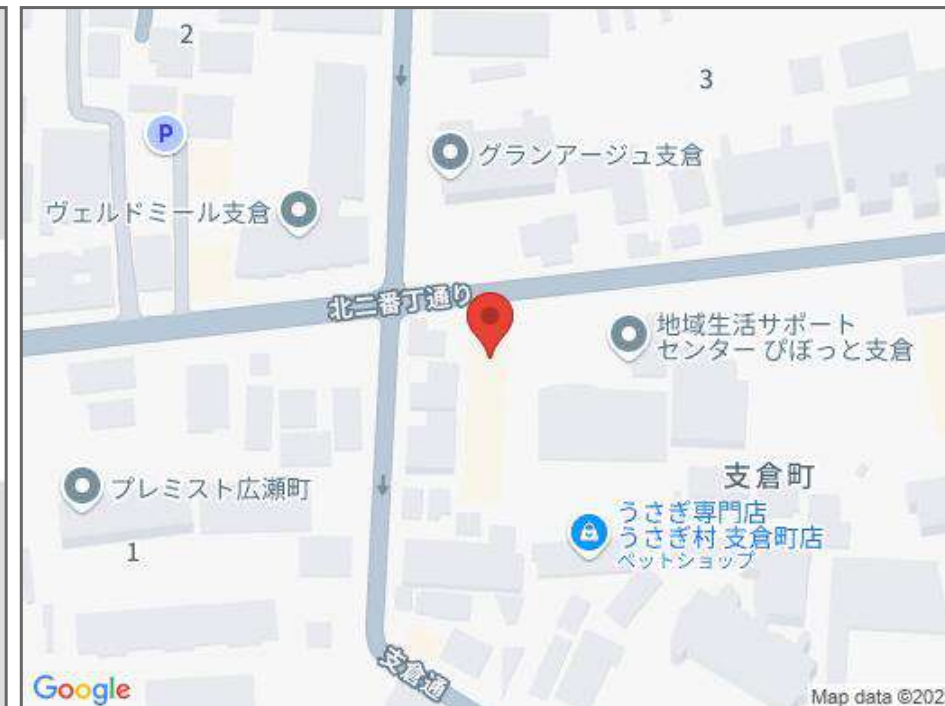 2
3
P
グランアージュ支倉
ヴェルドミール支倉
北二番丁通り
地域生活サポート
センター ぴぼっと支倉
支倉町
プレミスト広瀬町
うさぎ専門店
うさぎ村 支倉町店
ペットショップ
1
支倉通
Google
Map data ©202